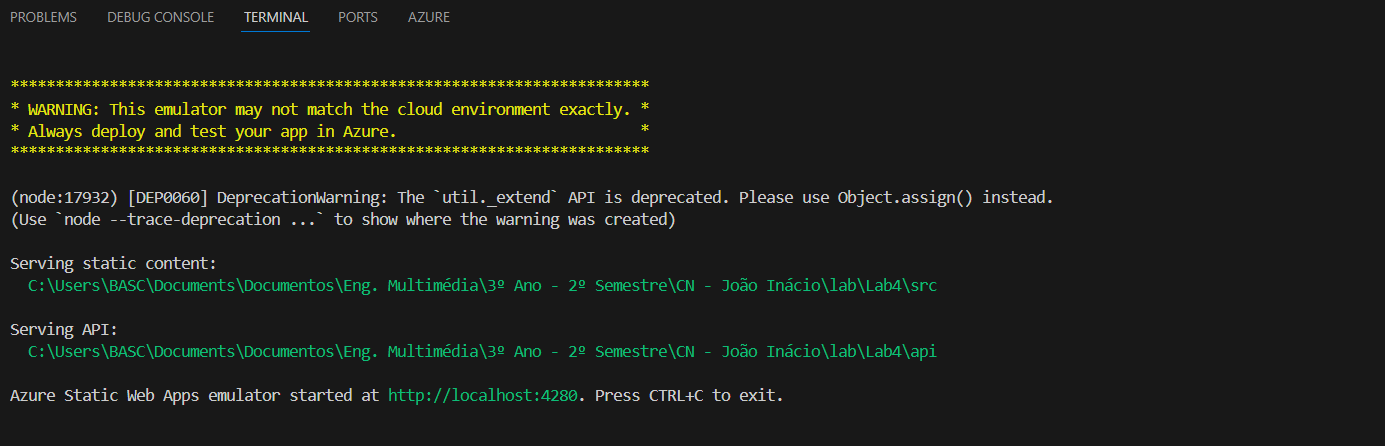 PROBLEMS DEBUG CONSOLE TERMINAL PORTS AZURE
***********************************************************************
* WARNING: This emulator may not match the cloud environment exactly. *
* Always deploy and test your app in Azure.                           *
***********************************************************************
(node:17932) [DEP0060] DeprecationWarning: The `util._extend` API is deprecated. Please use Object.assign() instead.
(Use `node --trace-deprecation ...` to show where the warning was created)
Serving static content:
  C:\Users\BASC\Documents\Documentos\Eng. Multimédia\3º Ano - 2º Semestre\CN - João Inácio\lab\Lab4\src
Serving API:
  C:\Users\BASC\Documents\Documentos\Eng. Multimédia\3º Ano - 2º Semestre\CN - João Inácio\lab\Lab4\api
Azure Static Web Apps emulator started at http://localhost:4280. Press CTRL+C to exit.